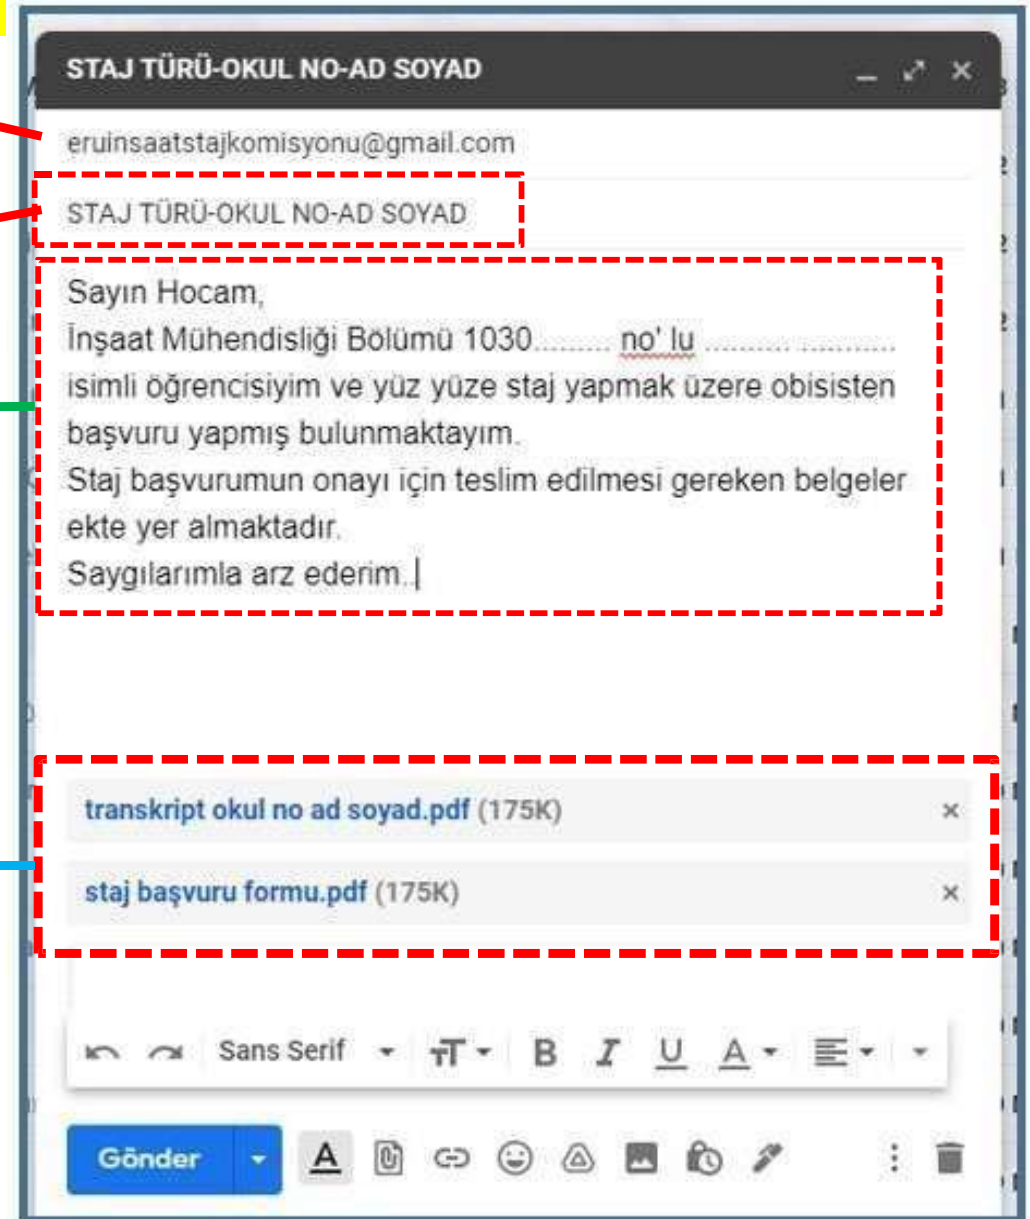 STAJ TÜRÜ-OKUL NO-AD SOYAD
eruinsaatstajkomisyonu@gmail.com
STAJ TÜRÜ-OKUL NO-AD SOYAD
Sayın Hocam,
İnşaat Mühendisliği Bölümü 1030......... no' lu .......... ...........
isimli öğrencisiyim ve yüz yüze staj yapmak üzere obisisten
başvuru yapmış bulunmaktayım.
Staj başvurumun onayı için teslim edilmesi gereken belgeler
ekte yer almaktadır.
Saygılarımla arz ederim..
transkript okul no ad soyad.pdf (175K)
staj başvuru formu.pdf (175K)
Sans Serif
Gönder